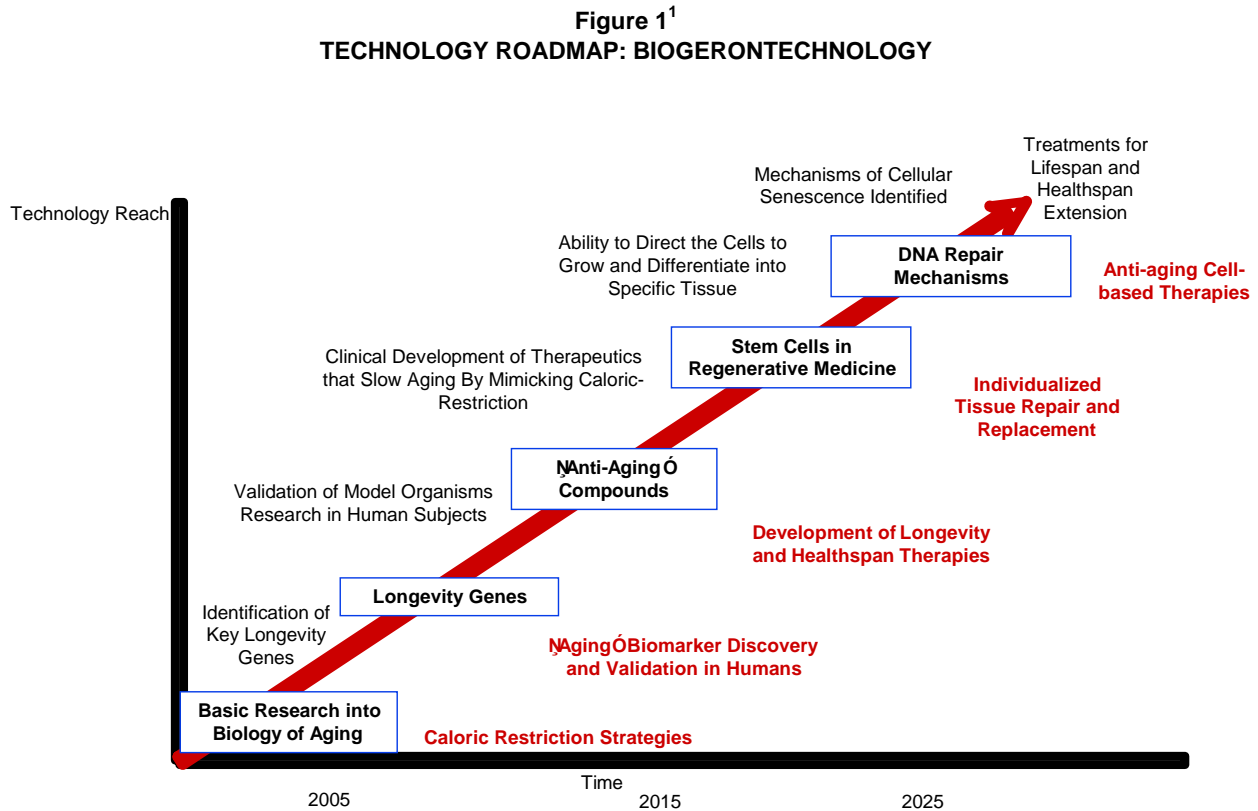 Figure 1¹
TECHNOLOGY ROADMAP: BIOGERONTECHNOLOGY
Technology Reach
Mechanisms of Cellular
Senescence Identified
Treatments for
Lifespan and
Healthspan
Extension
Ability to Direct the Cells to
Grow and Differentiate into
Specific Tissue
DNA Repair
Mechanisms
Anti-aging Cell-
based Therapies
Clinical Development of Therapeutics
that Slow Aging By Mimicking Caloric-
Restriction
Stem Cells in
Regenerative Medicine
Individualized
Tissue Repair and
Replacement
Validation of Model Organisms
Research in Human Subjects
Anti-Aging Ó
Compounds
Development of Longevity
and Healthspan Therapies
Identification of
Key Longevity
Genes
Longevity Genes
Aging Ó Biomarker Discovery
and Validation in Humans
Basic Research into
Biology of Aging
Caloric Restriction Strategies
Time
2005
2015
2025